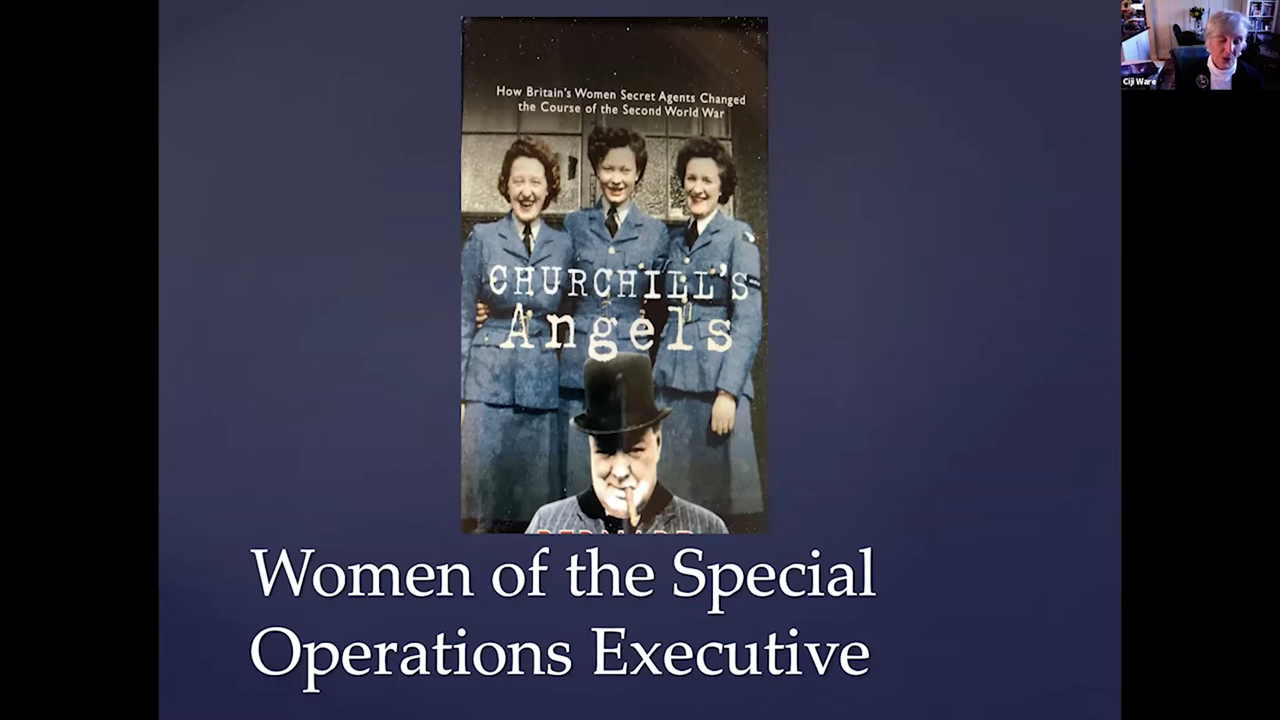 How Britain's Women Secret Agents Changed
the Course of the Second World War
CHURCHILL'S
Angels
Women of the Special
Operations Executive
Ciji Ware